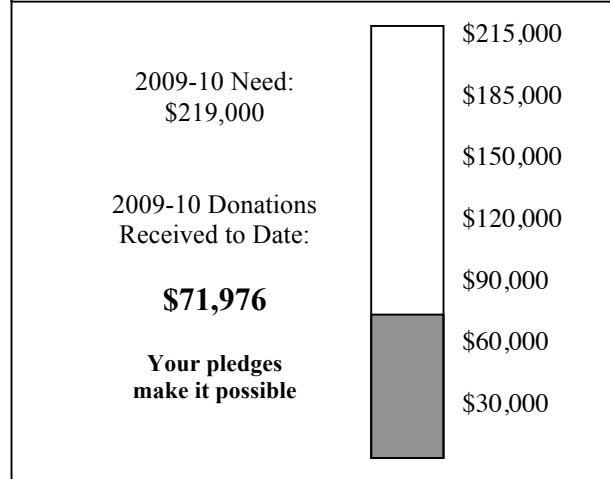 2009-10 Need:
$219,000
2009-10 Donations
Received to Date:
$71,976
Your pledges
make it possible
$215,000
$185,000
$150,000
$120,000
$90,000
$60,000
$30,000